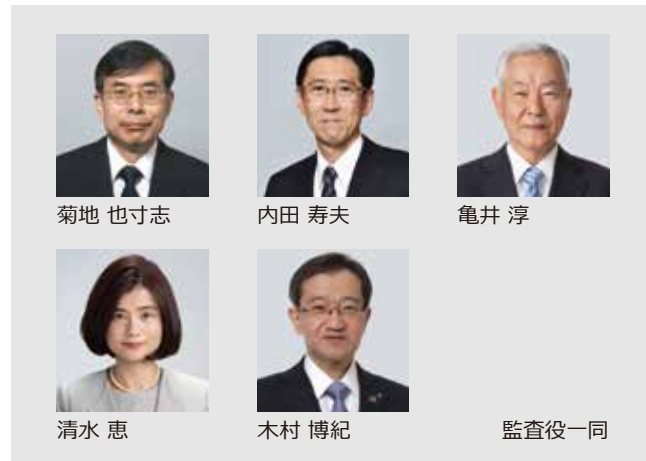 菊地 也寸志
内田 寿夫
亀井 淳
清水 恵
木村 博紀
監査役一同